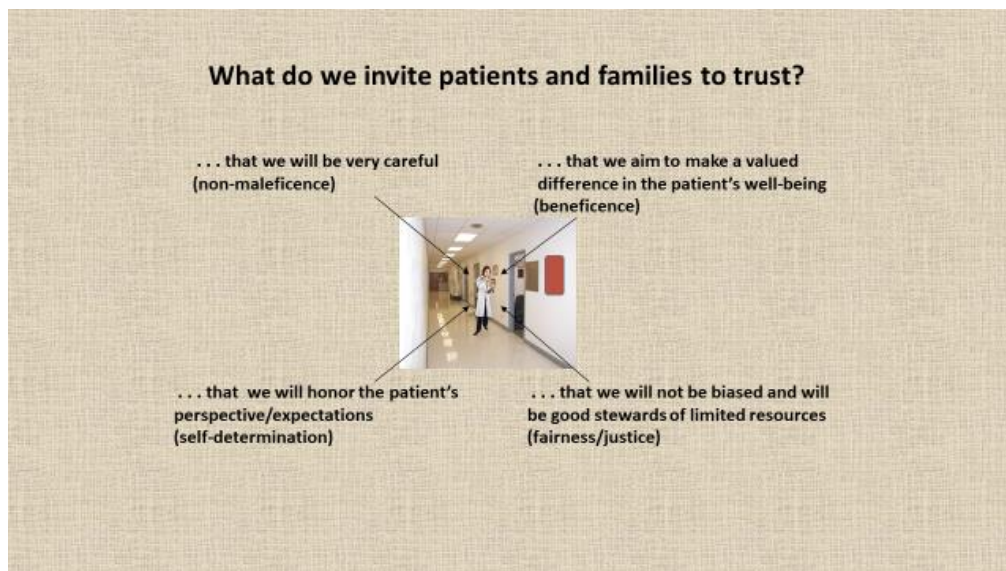 What do we invite patients and families to trust?
. . . that we will be very careful
(non-maleficence)
. . . that we aim to make a valued
difference in the patient’s well-being
(beneficence)
. . . that  we will honor the patient’s
perspective/expectations
(self-determination)
. . . that we will not be biased and will
be good stewards of limited resources
(fairness/justice)